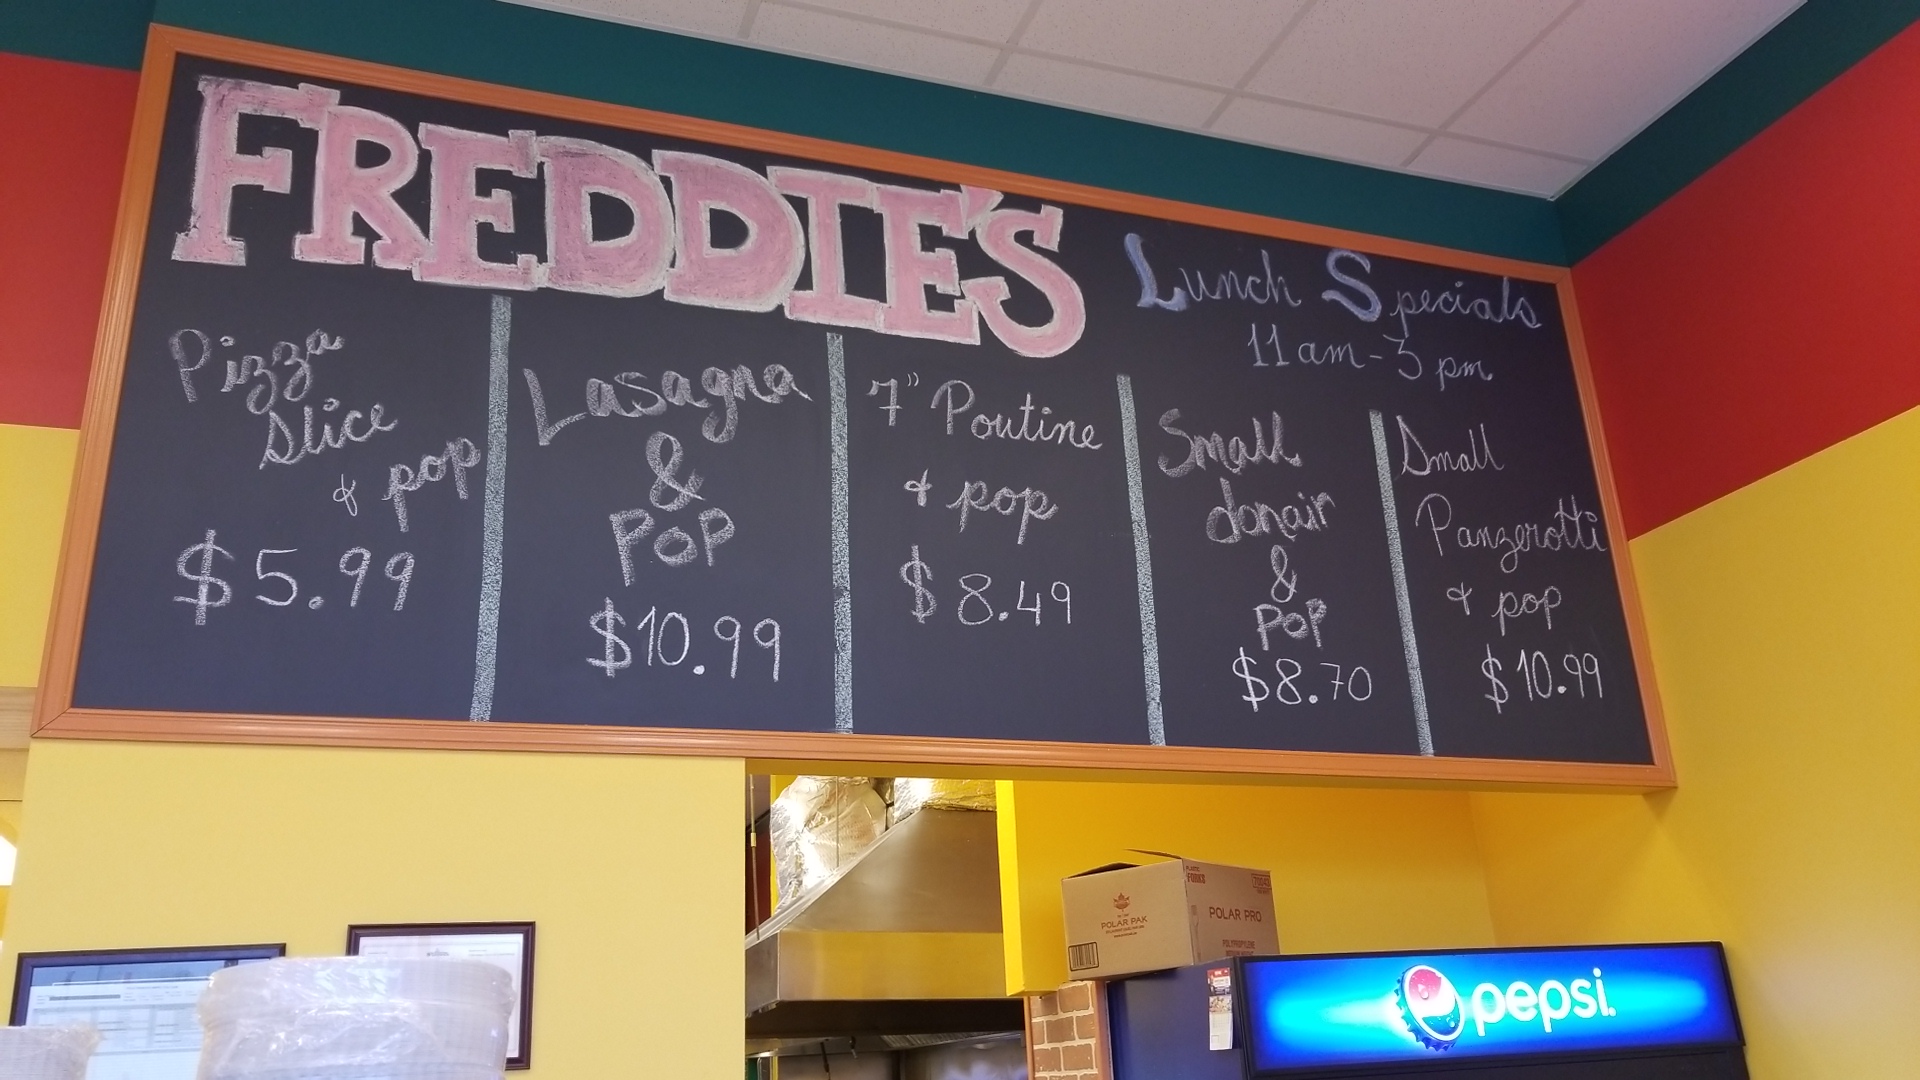 FREDDIE'S
Lunch Specials
11 am - 3 pm
Pizza
Slice
& pop
$5.99
Lasagna
&
POP
$10.99
7" Poutine
& pop
$8.49
Small
donair
&
POP
$8.70
Small
Panzerotti
& pop
$10.99
POLAR PAK
FORKS
POLAR PRO
pepsi